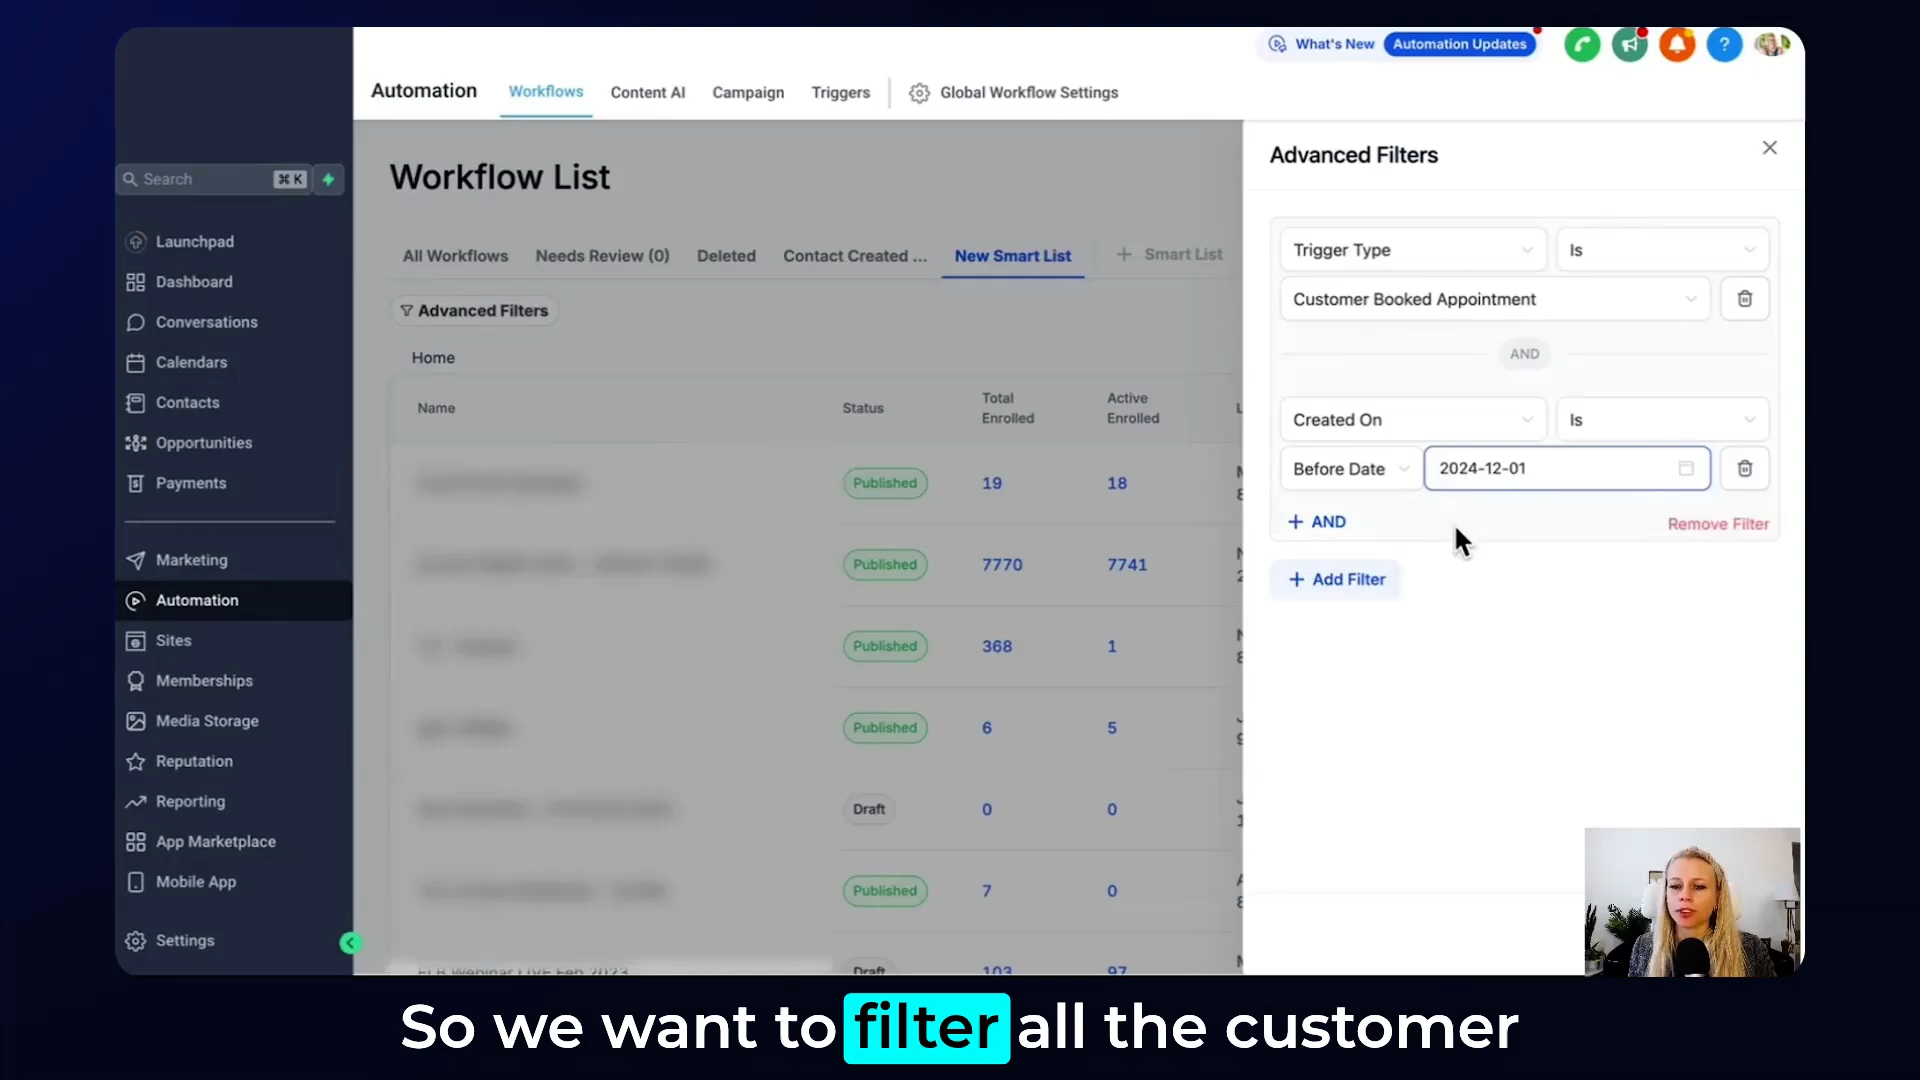 What's New
Automation Updates
Automation
Workflows
Content AI
Campaign
Triggers
Global Workflow Settings
Search
⌘ K
Launchpad
Dashboard
Conversations
Calendars
Contacts
Opportunities
Payments
Marketing
Automation
Sites
Memberships
Media Storage
Reputation
Reporting
App Marketplace
Mobile App
Settings
Workflow List
All Workflows
Needs Review (0)
Deleted
Contact Created ...
New Smart List
+ Smart List
Advanced Filters
Home
Name
Status
Total
Enrolled
Active
Enrolled
Published 19 18
Published 7770 7741
Published 368 1
Published 6 5
Draft 0 0
Published 7 0
Draft 103 97
Advanced Filters
Trigger Type
Is
Customer Booked Appointment
AND
Created On
Is
Before Date
2024-12-01
+ AND
Remove Filter
+ Add Filter
So we want to filter all the customer